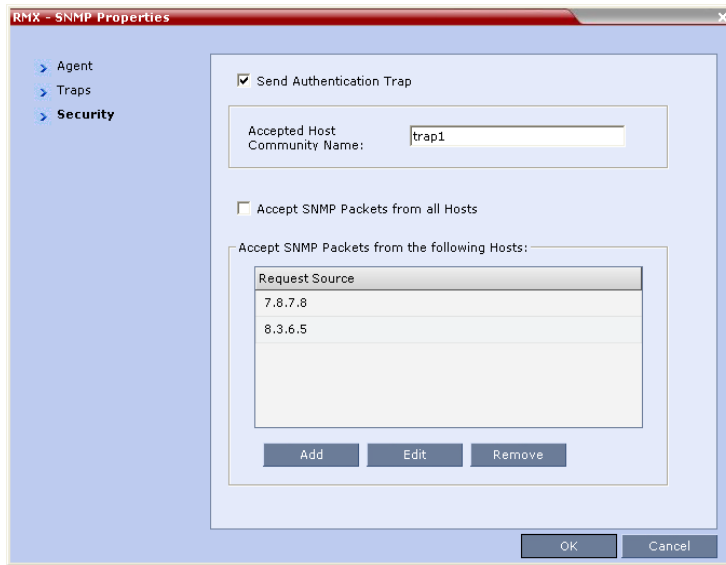 RMX - SNMP Properties
Agent
Traps
Security
Send Authentication Trap
Accepted Host
Community Name:
trap1
Accept SNMP Packets from all Hosts
Accept SNMP Packets from the following Hosts:
Request Source
7.8.7.8
8.3.6.5
Add Edit Remove
OK Cancel